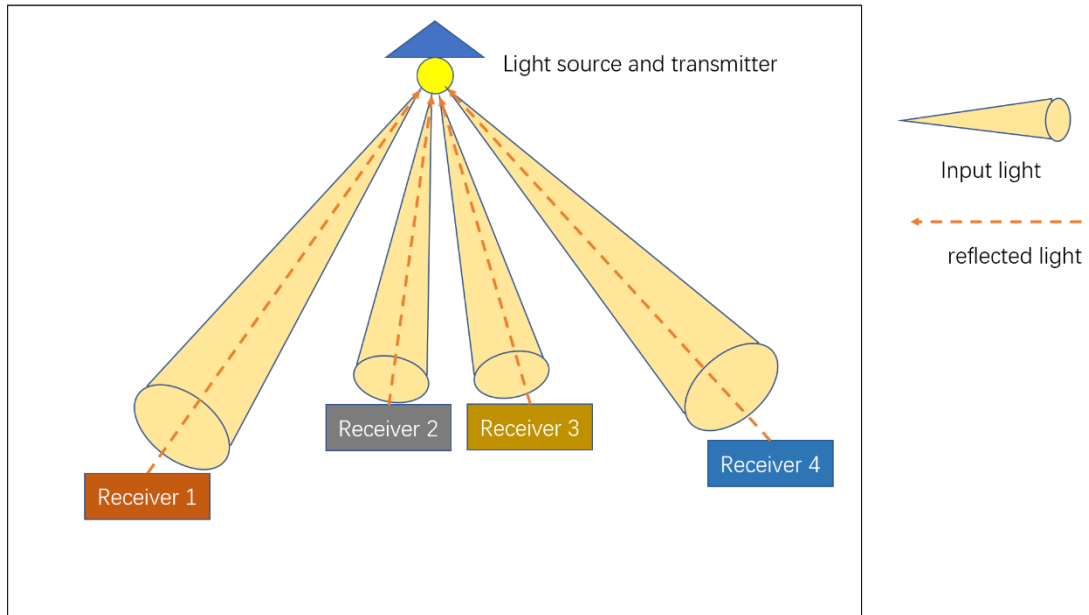 Light source and transmitter
Input light
reflected light
Receiver 2
Receiver 3
Receiver 4
Receiver 1